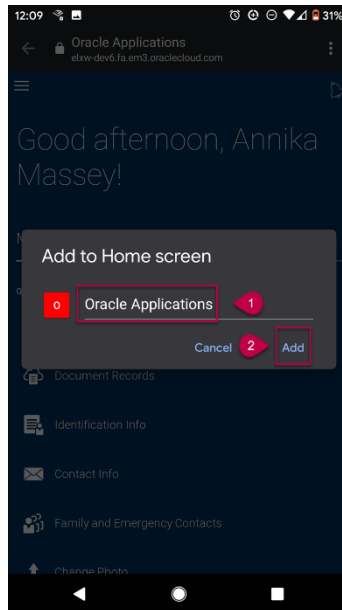 12:09
31%
Oracle Applications
elxw-dev6.fa.em3.oraclecloud.com
Good afternoon, Annika
Massey!
Add to Home screen
o
Oracle Applications
1
Cancel
2
Add
Document Records
Identification Info
Contact Info
Family and Emergency Contacts
Change Photo